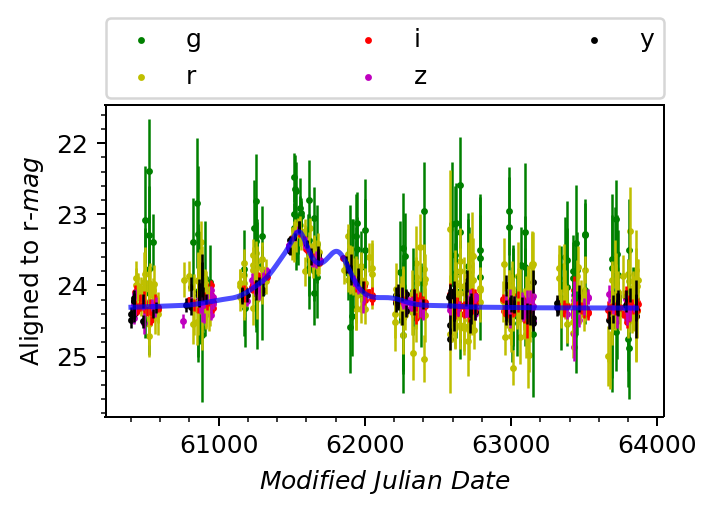 g i y
r z
22
23
24
25
Aligned to r-mag
61000 62000 63000 64000
Modified Julian Date